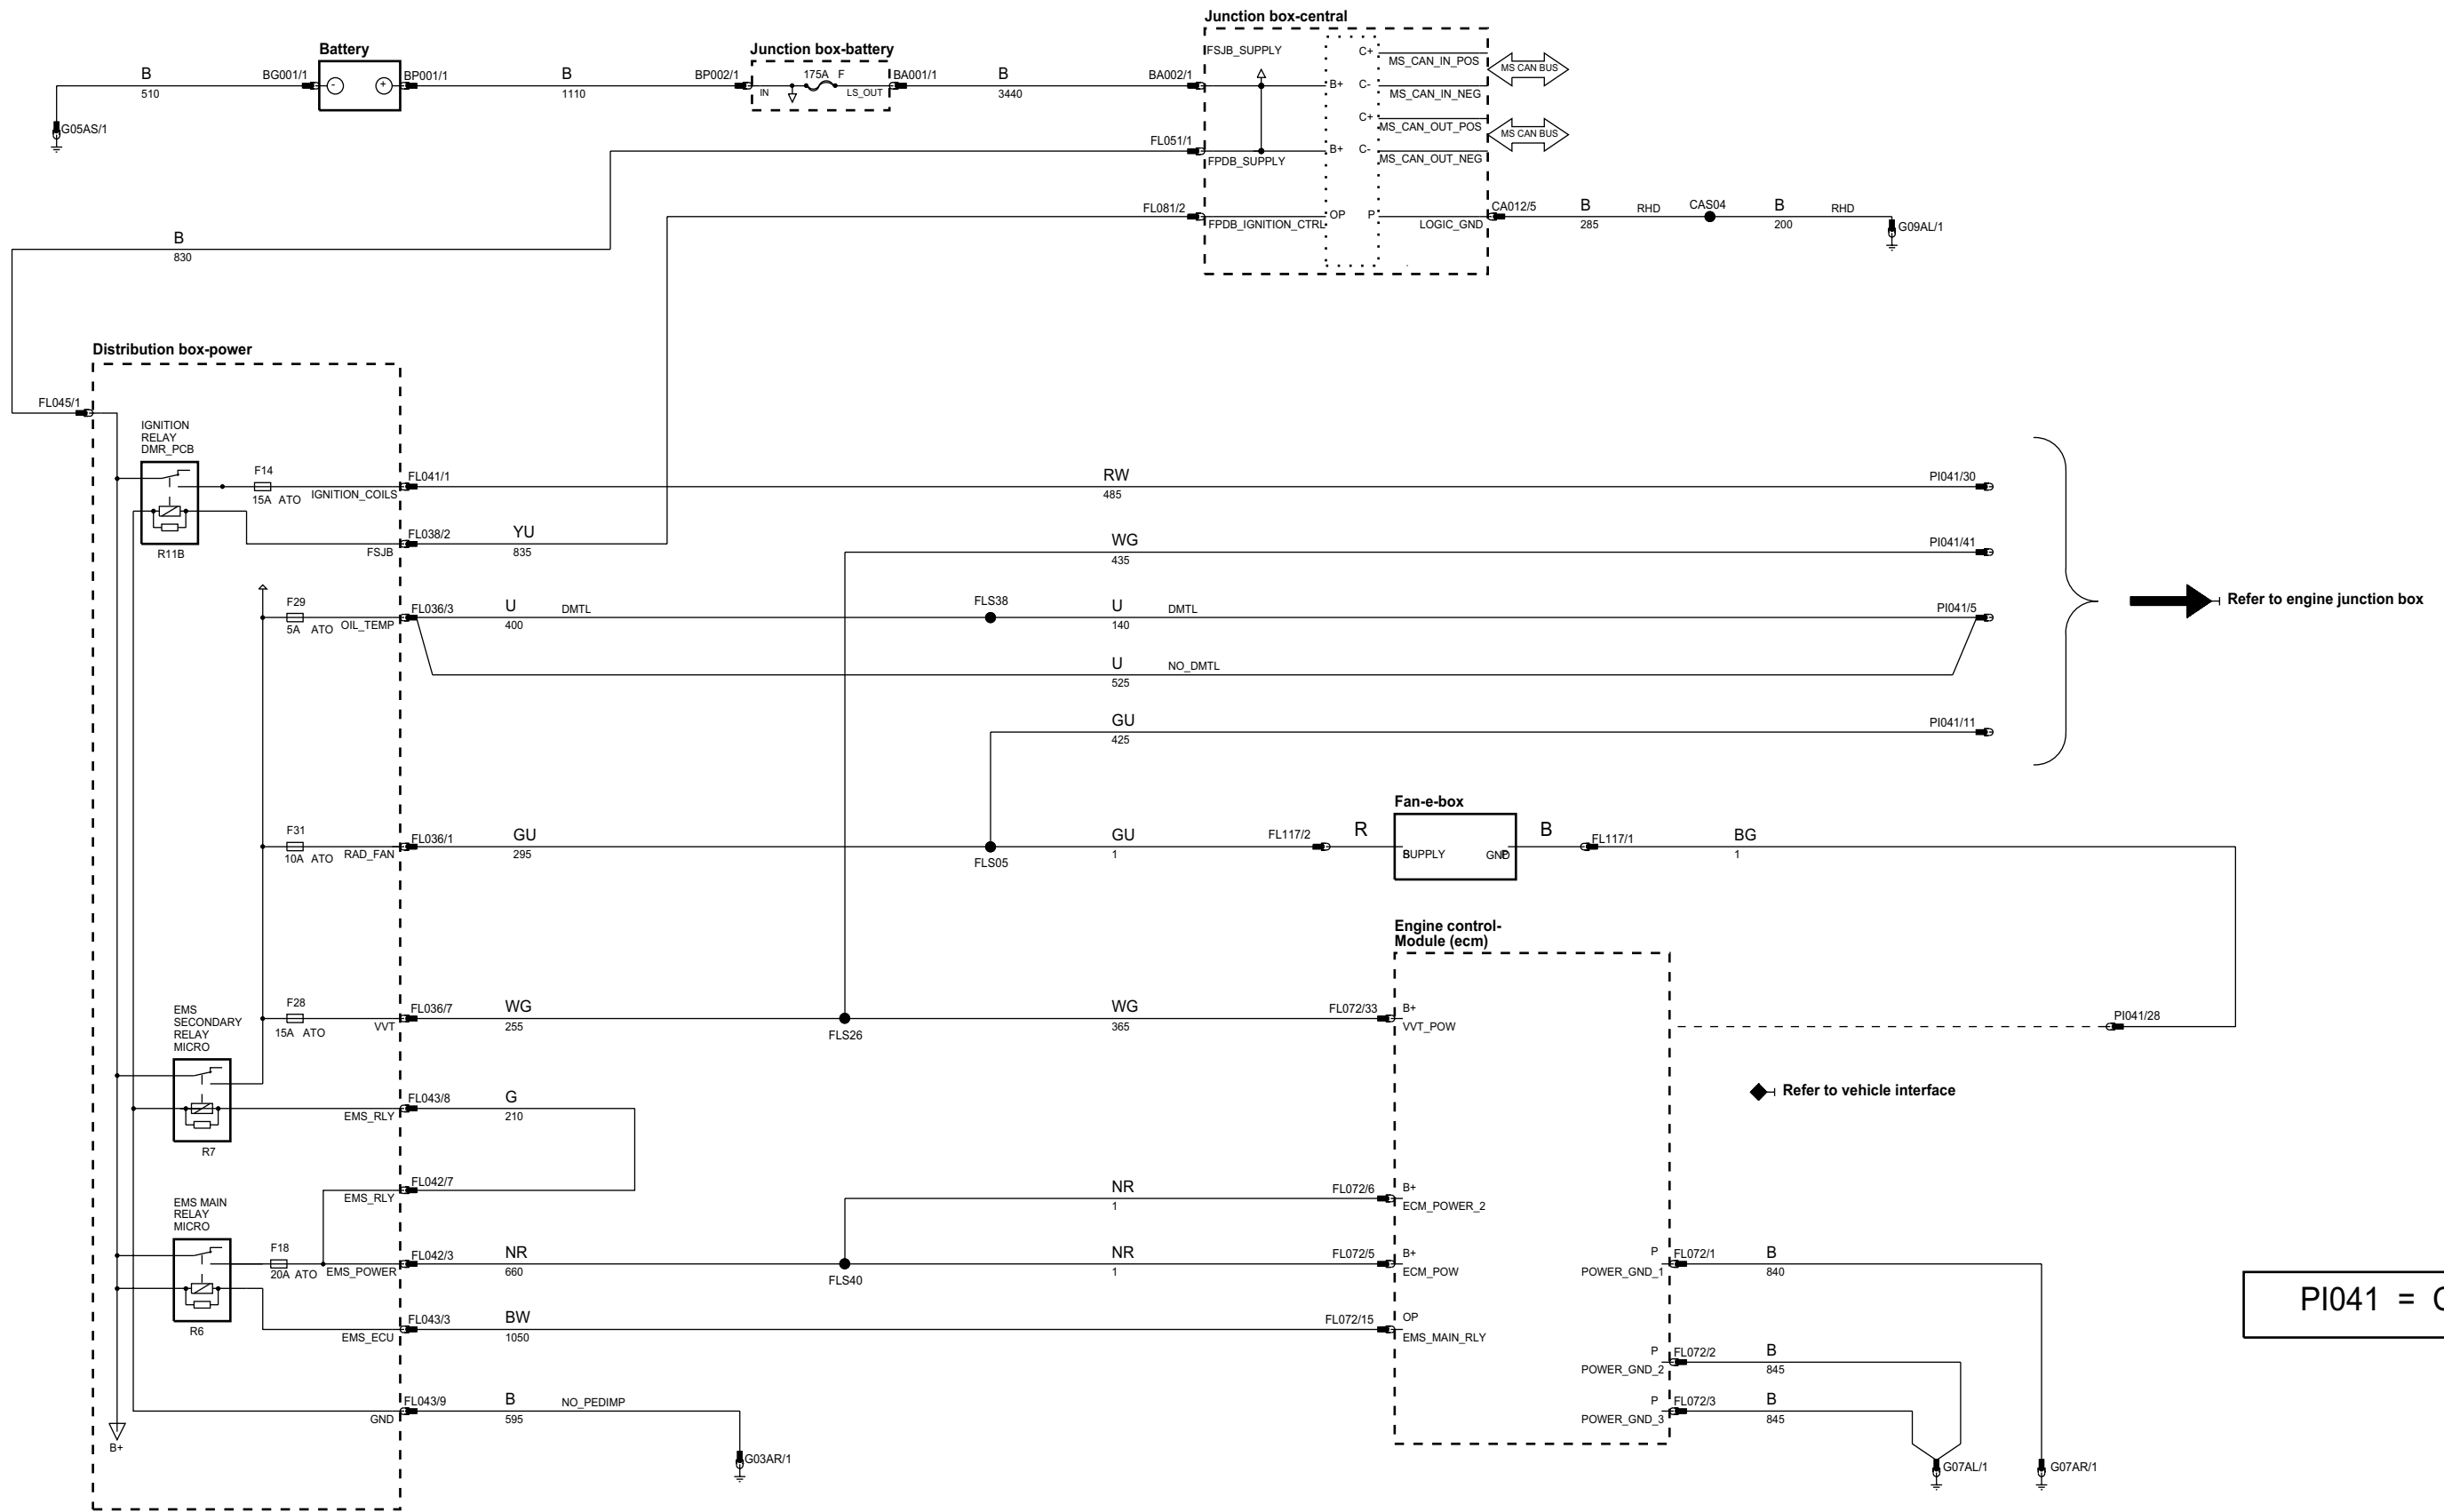 Junction box-central
Battery
Junction box-battery
FSJB_SUPPLY
C+
MS_CAN_IN_POS
MS CAN BUS
B
510
BG001/1
-
+
BP001/1
B
1110
BP002/1
IN
175A F
LS_OUT
BA001/1
B
3440
BA002/1
B+
C-
MS_CAN_IN_NEG
C+
MS_CAN_OUT_POS
MS CAN BUS
G05AS/1
FL051/1
FPDB_SUPPLY
B+
C-
MS_CAN_OUT_NEG
FL081/2
FPDB_IGNITION_CTRL
OP
P
LOGIC_GND
CA012/5
B
285
RHD
CAS04
B
200
RHD
G09AL/1
B
830
Distribution box-power
FL045/1
IGNITION
RELAY
DMR_PCB
R11B
F14
15A ATO
IGNITION_COILS
FL041/1
RW
485
PI041/30
FSJB
FL038/2
YU
835
WG
435
PI041/41
F29
5A ATO
OIL_TEMP
FL036/3
U
400
DMTL
FLS38
U
140
DMTL
PI041/5
Refer to engine junction box
U
525
NO_DMTL
GU
425
PI041/11
Fan-e-box
F31
10A ATO
RAD_FAN
FL036/1
GU
295
FLS05
GU
1
FL117/2
R
SUPPLY
GND
B
FL117/1
BG
1
Engine control-
Module (ecm)
EMS
SECONDARY
RELAY
MICRO
R7
F28
15A ATO
VVT
FL036/7
WG
255
FLS26
WG
365
FL072/33
B+
VVT_POW
PI041/28
EMS_RLY
FL043/8
G
210
Refer to vehicle interface
EMS_RLY
FL042/7
NR
1
FL072/6
B+
ECM_POWER_2
EMS MAIN
RELAY
MICRO
R6
F18
20A ATO
EMS_POWER
FL042/3
NR
660
FLS40
NR
1
FL072/5
B+
ECM_POW
P
POWER_GND_1
FL072/1
B
840
EMS_ECU
FL043/3
BW
1050
FL072/15
OP
EMS_MAIN_RLY
PI041 =
P
POWER_GND_2
FL072/2
B
845
GND
FL043/9
B
595
NO_PEDIMP
P
POWER_GND_3
FL072/3
B
845
B+
G03AR/1
G07AL/1
G07AR/1